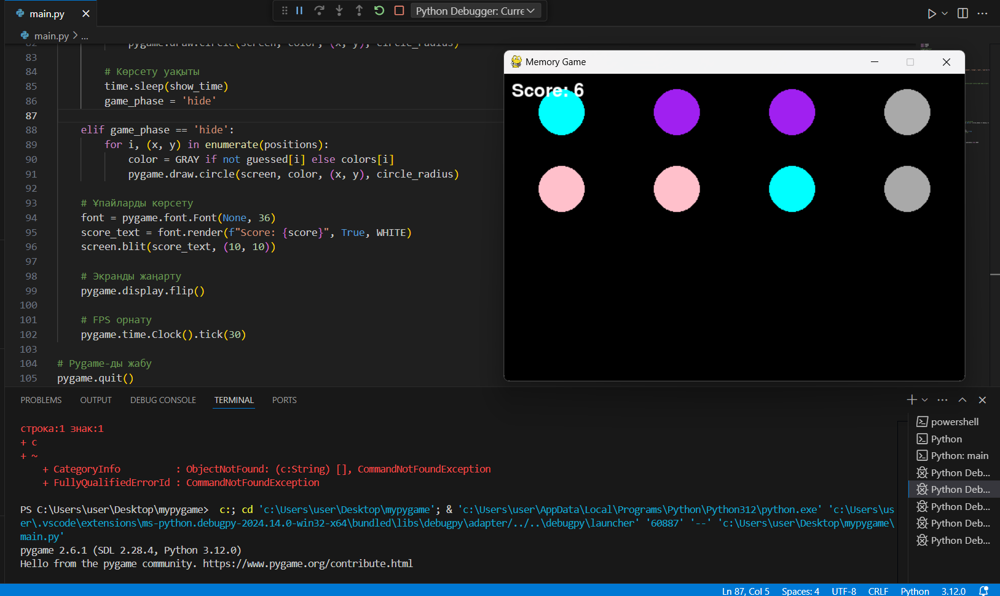 main.py
Python Debugger: Curre
main.py > ...
82 pygame.draw.circle(screen, color, (x, y), circle_radius)
83
84 # Көрсету уақыты
85 time.sleep(show_time)
86 game_phase = 'hide'
87
88 elif game_phase == 'hide':
89 for i, (x, y) in enumerate(positions):
90 color = GRAY if not guessed[i] else colors[i]
91 pygame.draw.circle(screen, color, (x, y), circle_radius)
92
93 # Ұпайларды көрсету
94 font = pygame.font.Font(None, 36)
95 score_text = font.render(f"Score: {score}", True, WHITE)
96 screen.blit(score_text, (10, 10))
97
98 # Экранды жаңарту
99 pygame.display.flip()
100
101 # FPS орнату
102 pygame.time.Clock().tick(30)
103
104 # Pygame-ды жабу
105 pygame.quit()
Memory Game
Score: 6
PROBLEMS OUTPUT DEBUG CONSOLE TERMINAL PORTS
строка:1 знак:1
+ c
+ ~
+ CategoryInfo : ObjectNotFound: (c:String) [], CommandNotFoundException
+ FullyQualifiedErrorId : CommandNotFoundException
PS C:\Users\user\Desktop\mypygame> c:; cd 'c:\Users\user\Desktop\mypygame'; & 'c:\Users\user\AppData\Local\Programs\Python\Python312\python.exe' 'c:\Users\us
er\.vscode\extensions\ms-python.debugpy-2024.14.0-win32-x64\bundled\libs\debugpy\adapter/../..\debugpy\launcher' '60887' '--' 'c:\Users\user\Desktop\mypygame\
main.py'
pygame 2.6.1 (SDL 2.28.4, Python 3.12.0)
Hello from the pygame community. https://www.pygame.org/contribute.html
powershell
Python
Python: main
Python Deb...
Python Deb...
Python Deb...
Python Deb...
Python Deb...
Ln 87, Col 5 Spaces: 4 UTF-8 CRLF Python 3.12.0